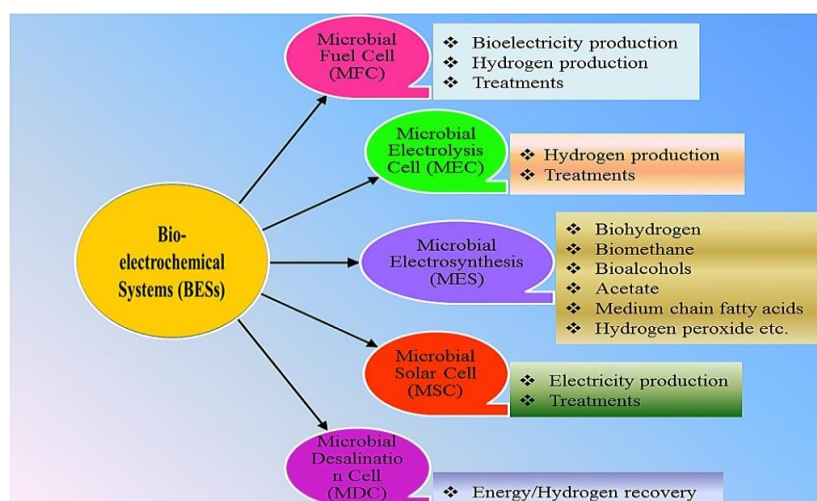 Bio-
electrochemical
Systems (BESs)
Microbial
Fuel Cell
(MFC)
❖ Bioelectricity production
❖ Hydrogen production
❖ Treatments
Microbial
Electrolysis
Cell (MEC)
❖ Hydrogen production
❖ Treatments
Microbial
Electrosynthesis
(MES)
❖ Biohydrogen
❖ Biomethane
❖ Bioalcohols
❖ Acetate
❖ Medium chain fatty acids
❖ Hydrogen peroxide etc.
Microbial
Solar Cell
(MSC)
❖ Electricity production
❖ Treatments
Microbial
Desalinatio
n Cell
(MDC)
❖ Energy/Hydrogen recovery